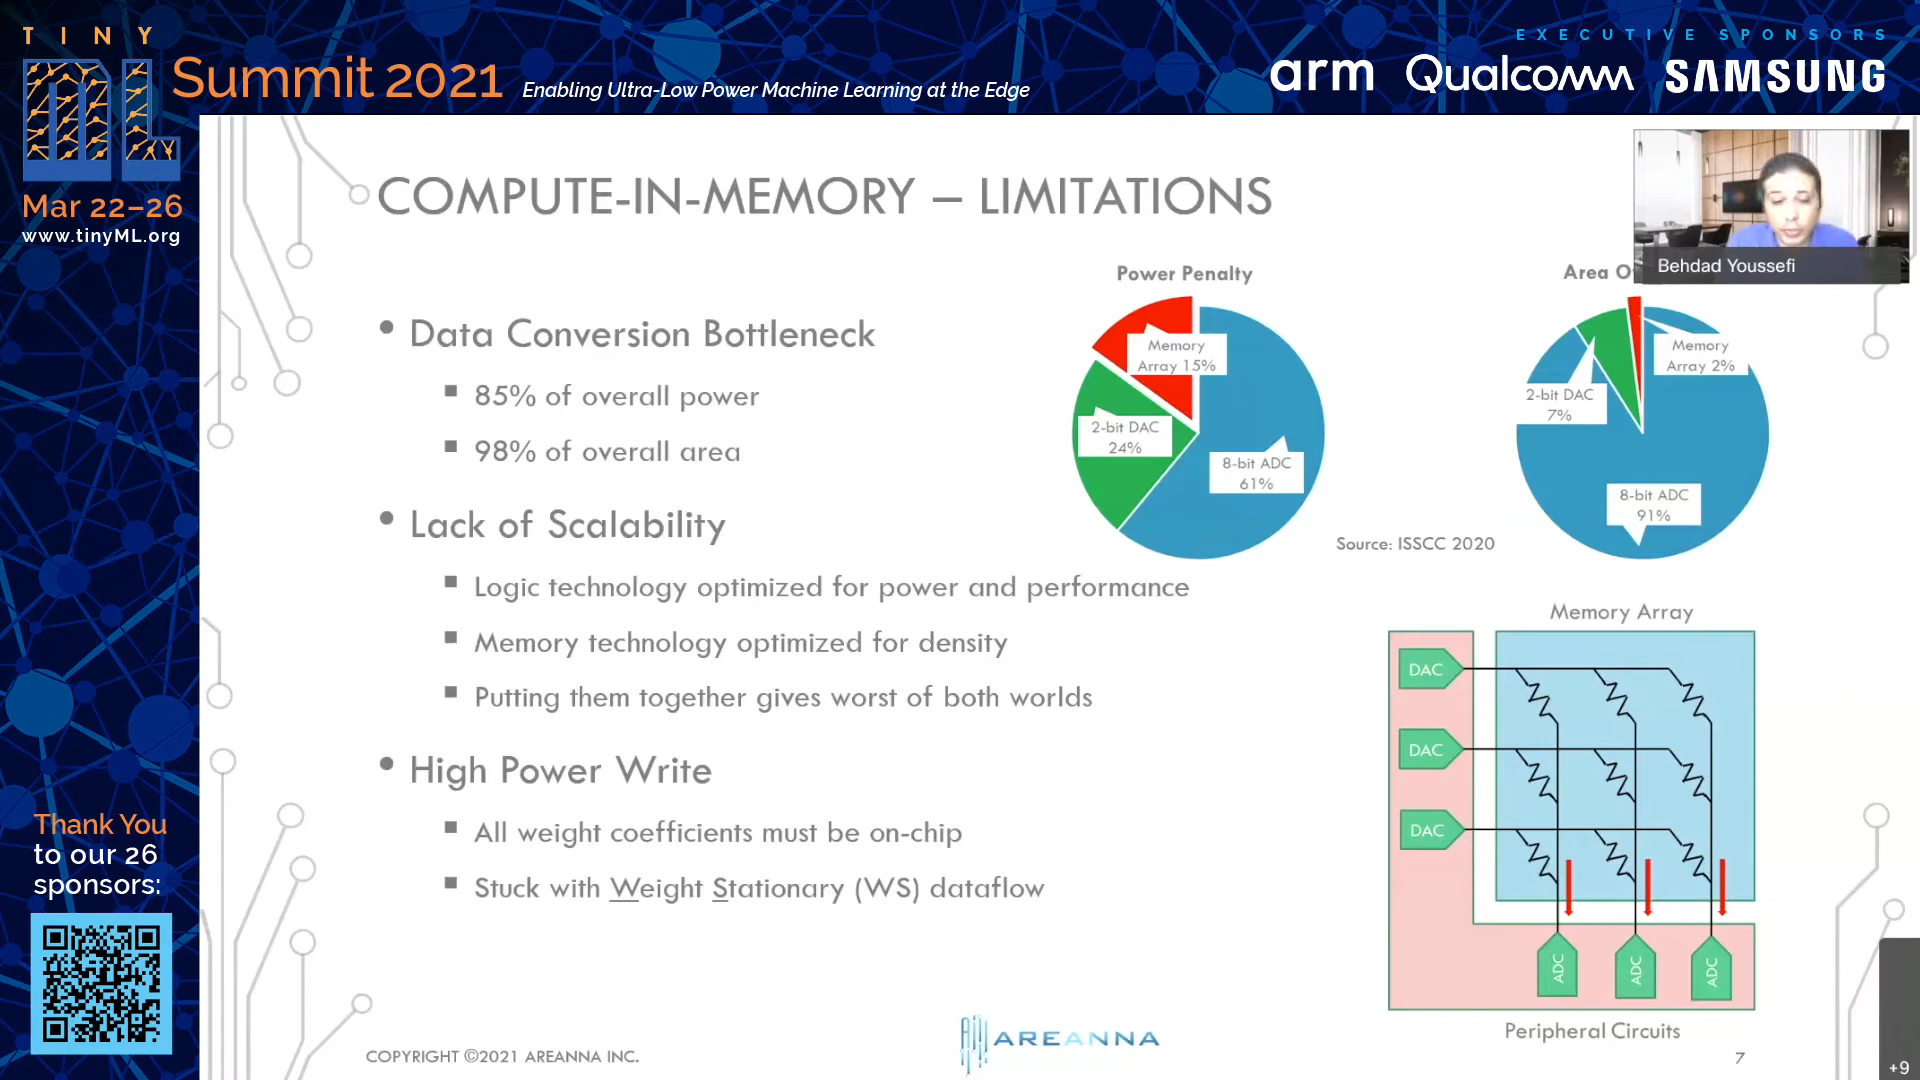 TINY
ML
Summit 2021
Enabling Ultra-Low Power Machine Learning at the Edge
EXECUTIVE SPONSORS
arm Qualcomm SAMSUNG
Mar 22–26
www.tinyML.org
Thank You
to our 26
sponsors:
COMPUTE-IN-MEMORY – LIMITATIONS
Behdad Youssefi
• Data Conversion Bottleneck
▪ 85% of overall power
▪ 98% of overall area
• Lack of Scalability
▪ Logic technology optimized for power and performance
▪ Memory technology optimized for density
▪ Putting them together gives worst of both worlds
• High Power Write
▪ All weight coefficients must be on-chip
▪ Stuck with Weight Stationary (WS) dataflow
Power Penalty
Memory
Array 15%
2-bit DAC
24%
8-bit ADC
61%
Area
Memory
Array 2%
2-bit DAC
7%
8-bit ADC
91%
Source: ISSCC 2020
Memory Array
DAC
DAC
DAC
ADC
ADC
ADC
Peripheral Circuits
COPYRIGHT ©2021 AREANNA INC.
AREANNA
7
+9